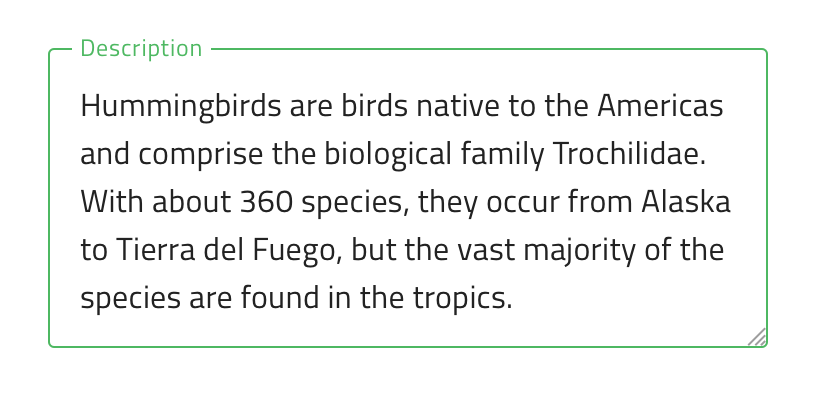 Description
Hummingbirds are birds native to the Americas
and comprise the biological family Trochilidae.
With about 360 species, they occur from Alaska
to Tierra del Fuego, but the vast majority of the
species are found in the tropics.